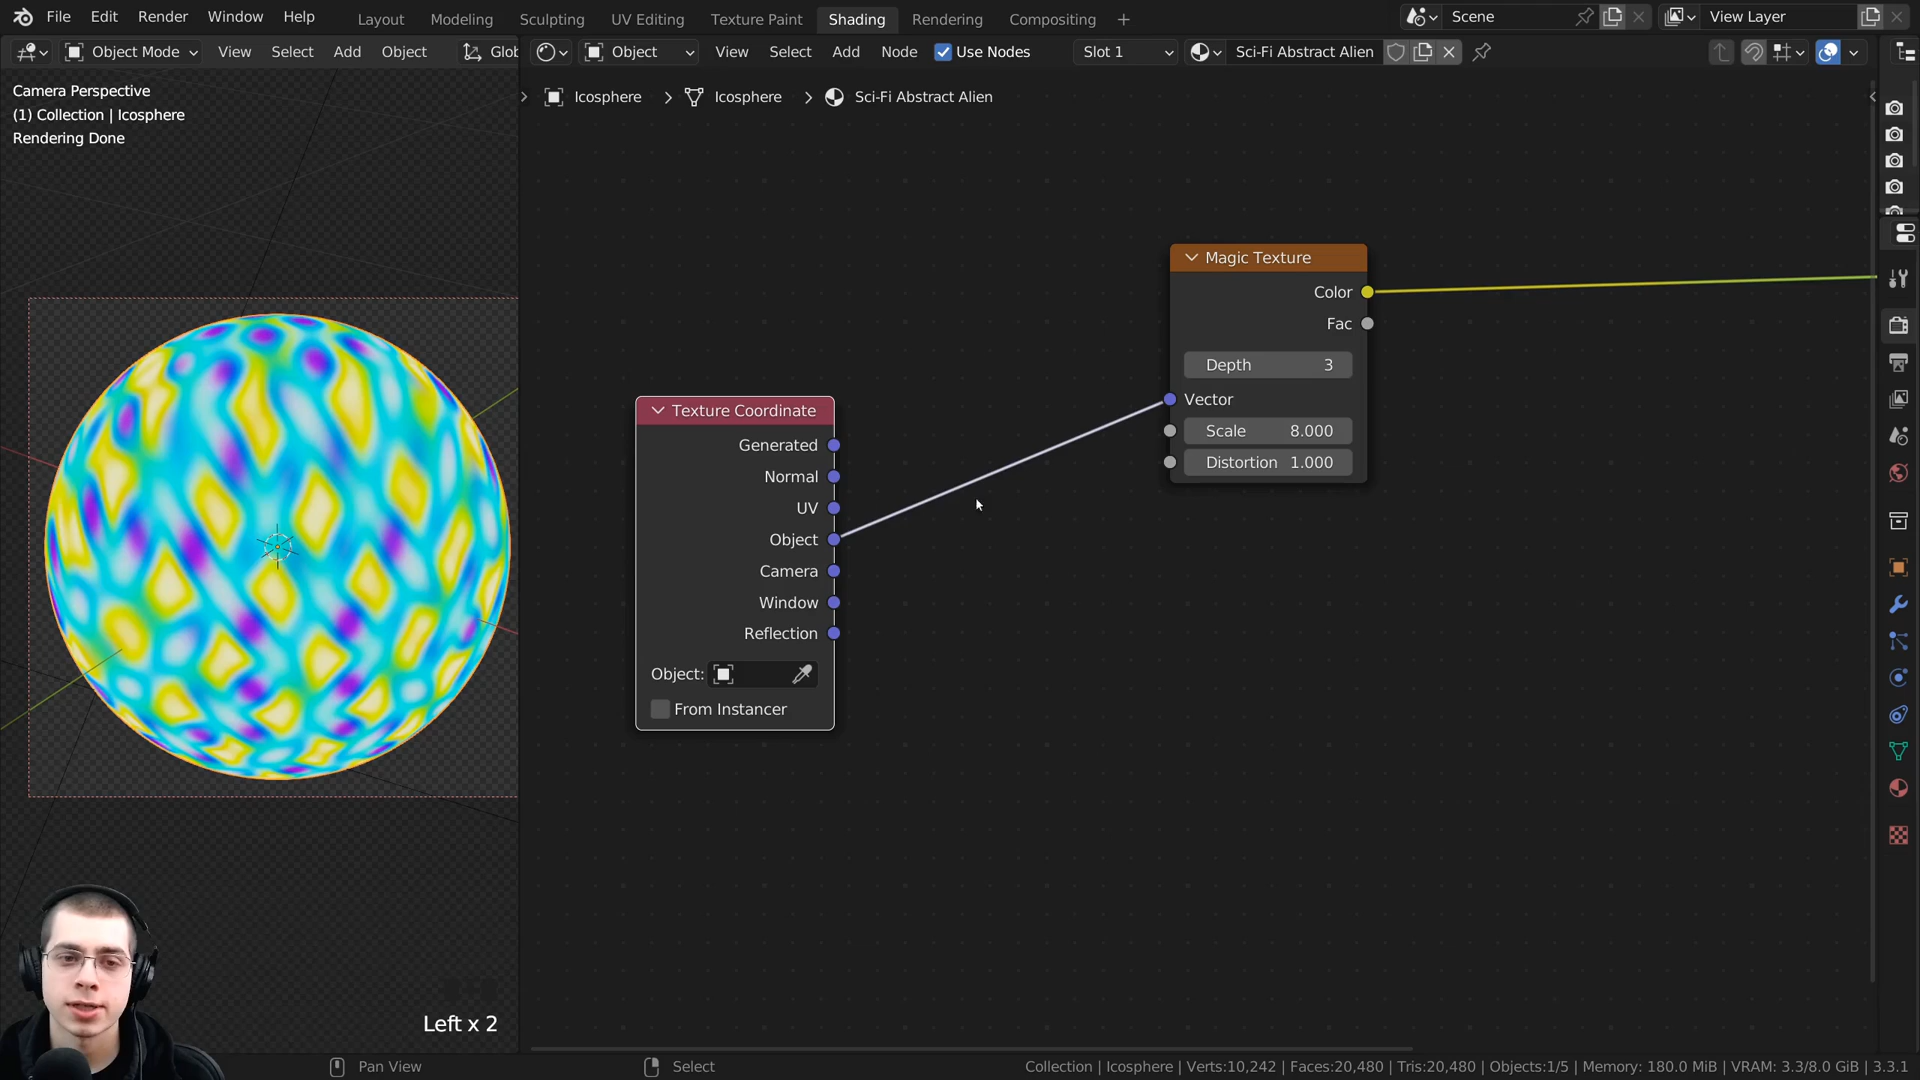 File Edit Render Window Help Layout Modeling Sculpting UV Editing Texture Paint Shading Rendering Compositing + Scene View Layer
Object Mode View Select Add Object Glob Object View Select Add Node Use Nodes Slot 1 Sci-Fi Abstract Alien
Camera Perspective
(1) Collection | Icosphere
Rendering Done
Icosphere > Icosphere > Sci-Fi Abstract Alien
Magic Texture
Color
Fac
Depth 3
Vector
Scale 8.000
Distortion 1.000
Texture Coordinate
Generated
Normal
UV
Object
Camera
Window
Reflection
Object:
From Instancer
Left x 2
Pan View Select Collection | Icosphere | Verts:10,242 | Faces:20,480 | Tris:20,480 | Objects:1/5 | Memory: 180.0 MiB | VRAM: 3.3/8.0 GiB | 3.3.1